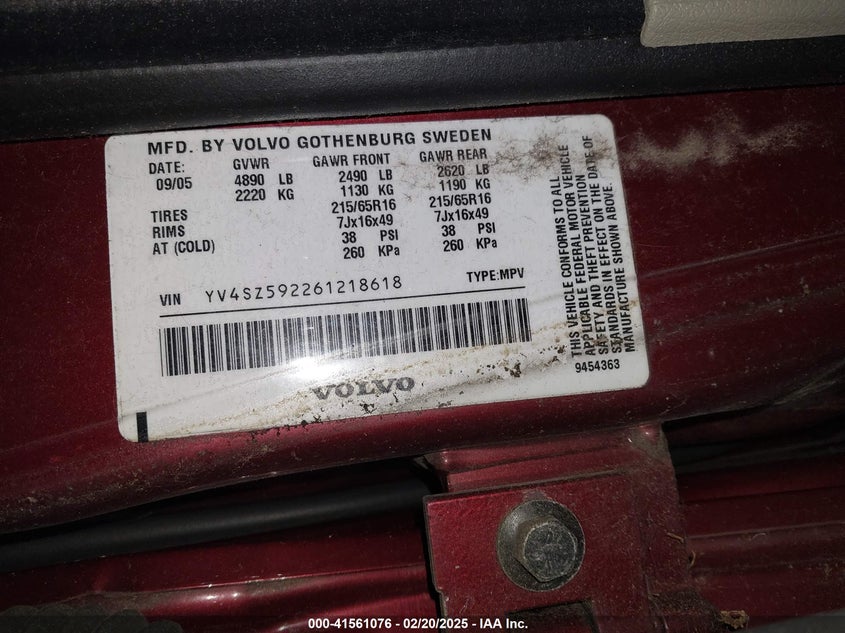 MFD. BY VOLVO GOTHENBURG SWEDEN
DATE: GVWR GAWR FRONT GAWR REAR
09/05 4890 LB 2490 LB 2620 LB
2220 KG 1130 KG 1190 KG
TIRES 215/65R16 215/65R16
RIMS 7Jx16x49 7Jx16x49
AT (COLD) 38 PSI 38 PSI
260 KPa 260 KPa
VIN YV4SZ592261218618 TYPE:MPV
VOLVO
THIS VEHICLE CONFORMS TO ALL
APPLICABLE FEDERAL MOTOR VEHICLE
SAFETY AND THEFT PREVENTION
STANDARDS IN EFFECT ON THE DATE OF
MANUFACTURE SHOWN ABOVE.
9454363
000-41561076 - 02/20/2025 - IAA Inc.